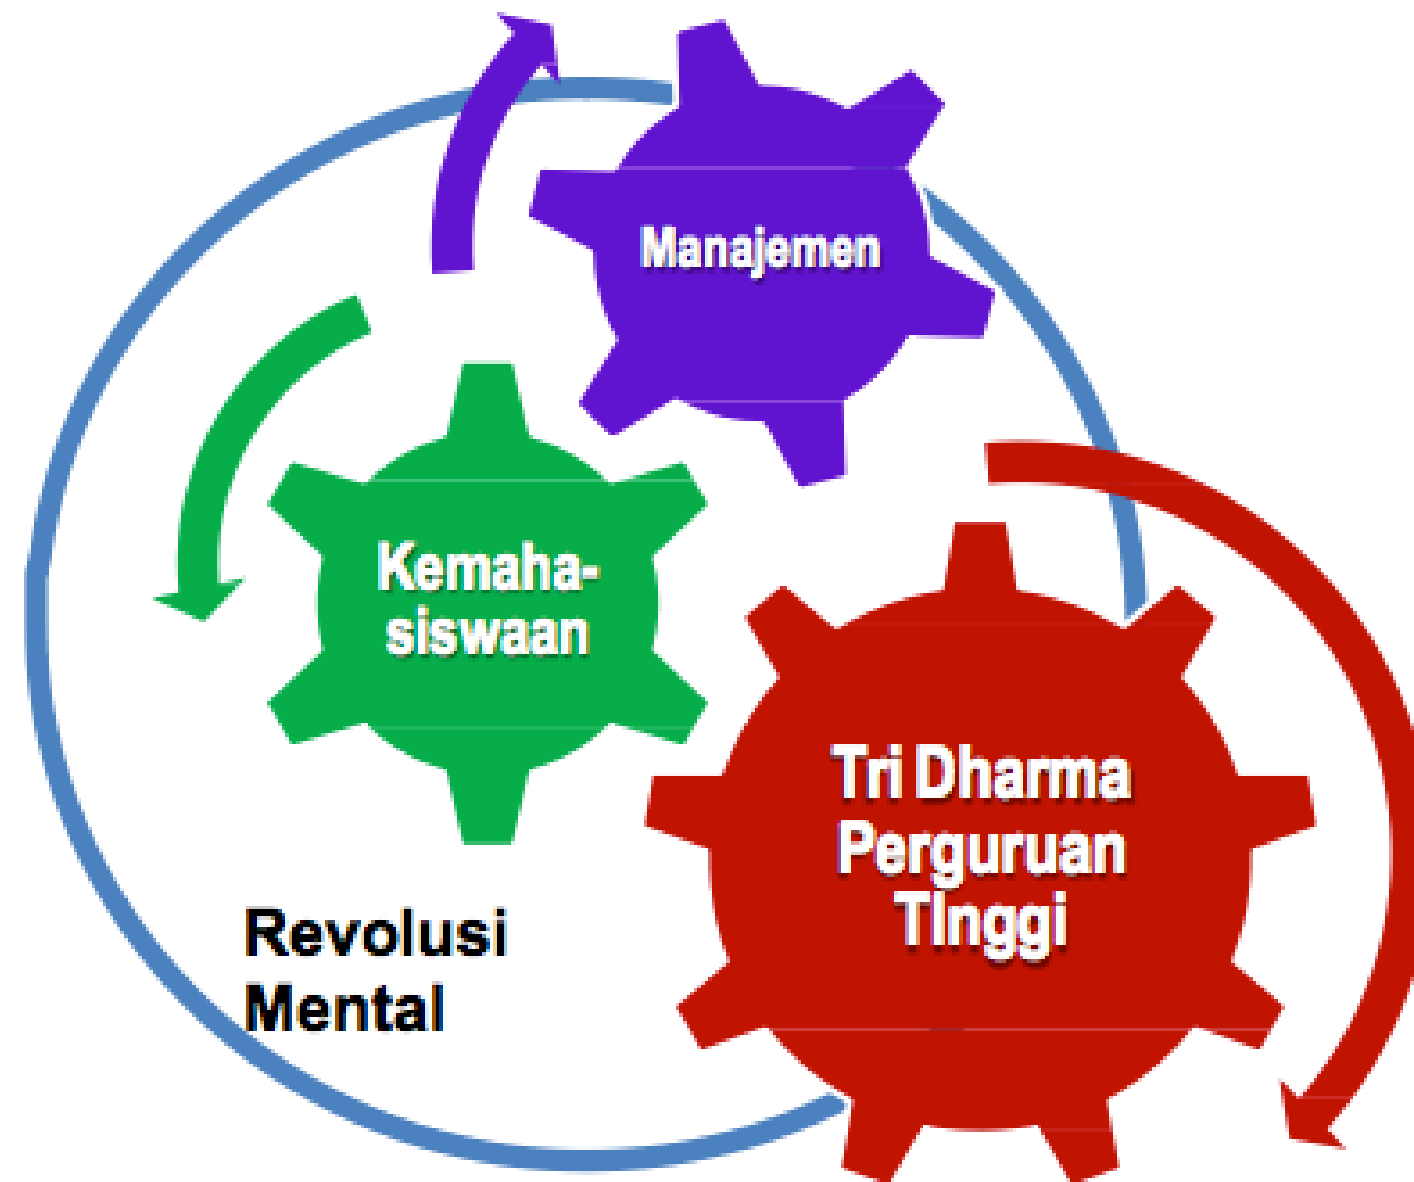 Manajemen
Kemaha-
siswaan
Tri Dharma
Perguruan
TInggi
Revolusi
Mental